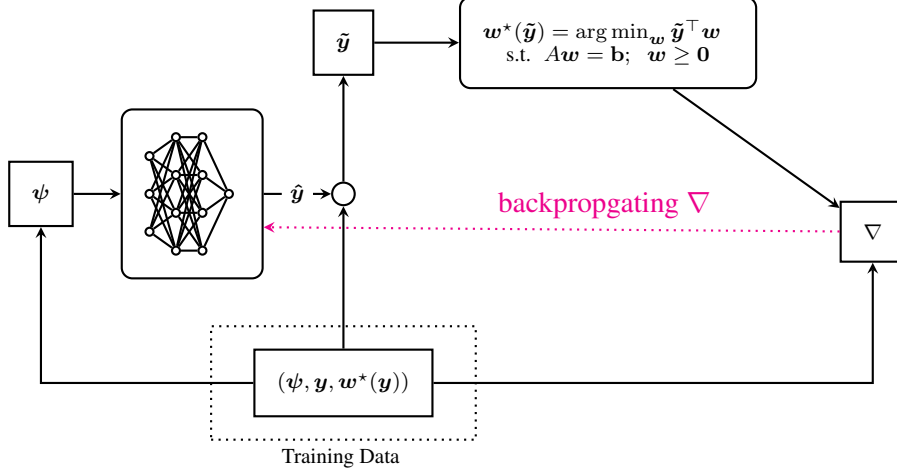 ỹ
w⋆(ỹ) = arg min_w ỹ⊤w
s.t. Aw = b; w ≥ 0
ψ
ŷ
backpropgating ∇
∇
(ψ, y, w⋆(y))
Training Data